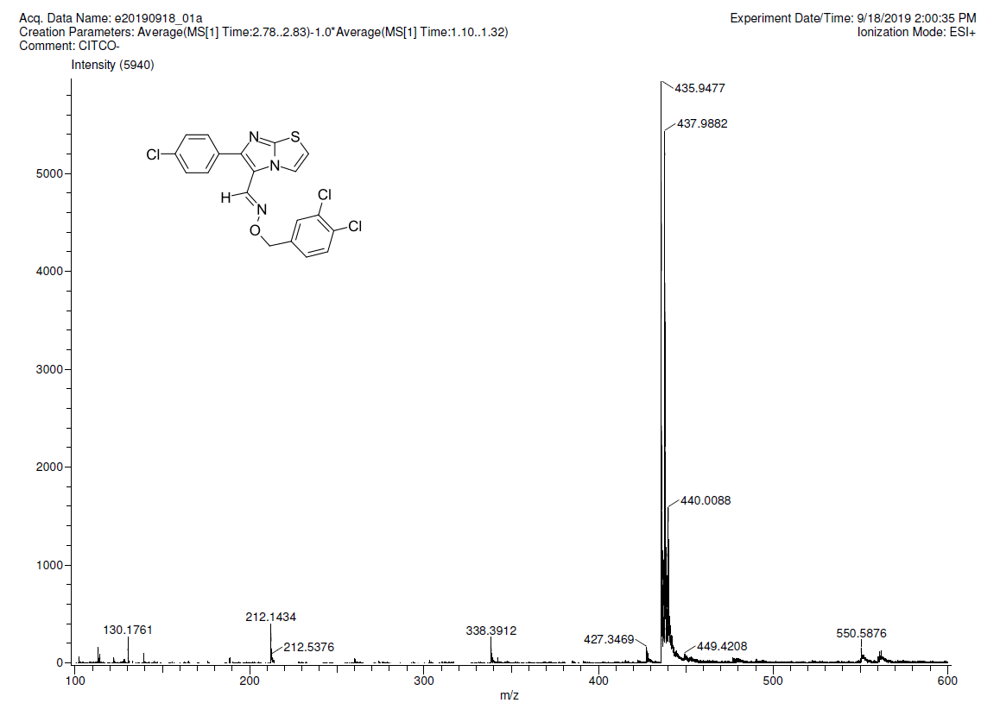 Acq. Data Name: e20190918_01a
Experiment Date/Time: 9/18/2019 2:00:35 PM
Creation Parameters: Average(MS[1] Time:2.78..2.83)-1.0*Average(MS[1] Time:1.10..1.32)
Ionization Mode: ESI+
Comment: CITCO-
Intensity (5940)
435.9477
437.9882
N
S
Cl
N
5000
H
Cl
N
O
Cl
4000
3000
2000
440.0088
1000
212.1434
130.1761
338.3912
550.5876
427.3469
212.5376
449.4208
0
100
200
300
400
500
600
m/z